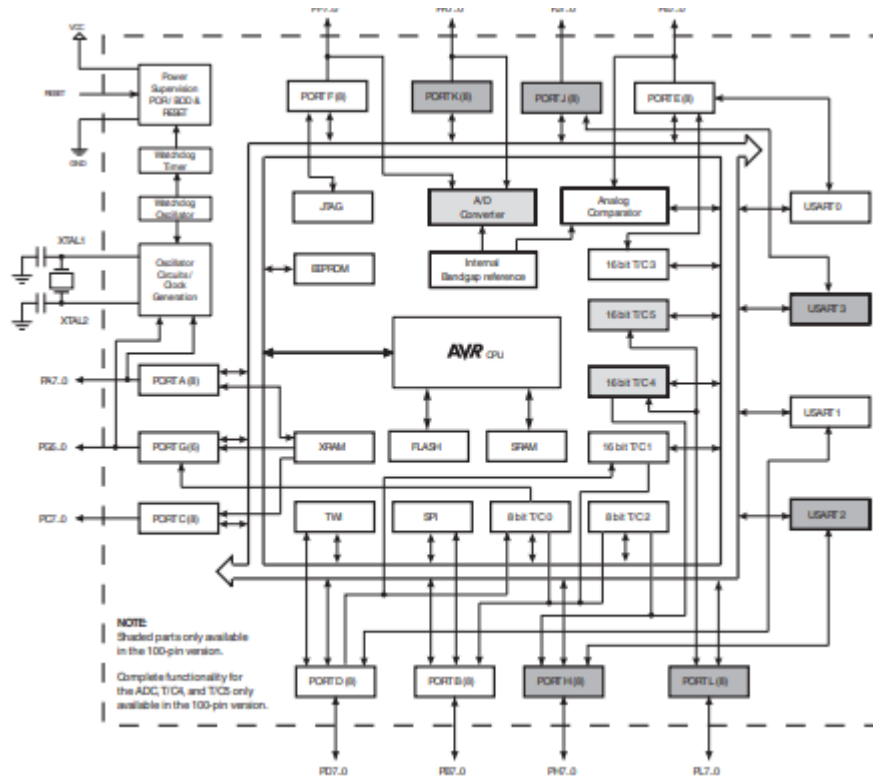 VCC
RESET
GND
Power
Supervision
POR / BOD &
RESET
Watchdog
Timer
Watchdog
Oscillator
XTAL1
XTAL2
Oscillator
Circuits /
Clock
Generation
PORT F (8)
PORT K (8)
PORT J (8)
PORT E (8)
JTAG
A/D
Converter
Analog
Comparator
USART 0
EEPROM
Internal
Bandgap reference
16 bit T/C 3
USART 3
16 bit T/C 5
AVR CPU
16 bit T/C 4
USART 1
PA7..0
PORT A (8)
PG5..0
PORT G (6)
XRAM
FLASH
SRAM
16 bit T/C 1
PC7..0
PORT C (8)
TWI
SPI
8 bit T/C 0
8 bit T/C 2
USART 2
NOTE:
Shaded parts only available
in the 100-pin version.
Complete functionality for
the ADC, T/C4, and T/C5 only
available in the 100-pin version.
PORT D (8)
PORT B (8)
PORT H (8)
PORT L (8)
PD7..0
PB7..0
PH7..0
PL7..0